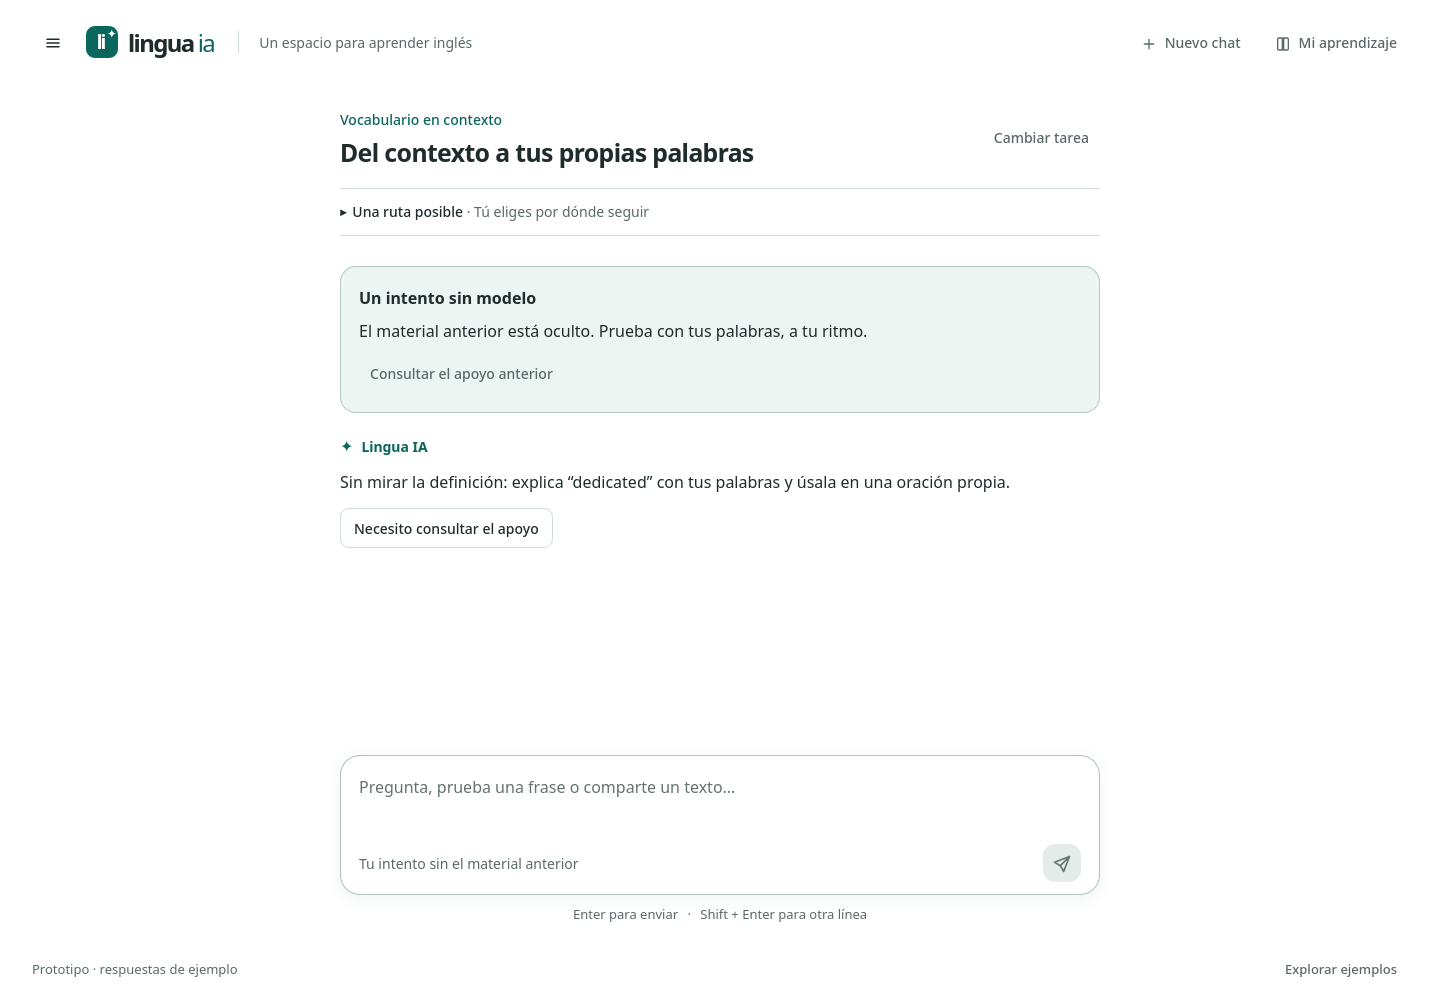 li
lingua ia
Un espacio para aprender inglés
Nuevo chat
Mi aprendizaje
Vocabulario en contexto
Del contexto a tus propias palabras
Cambiar tarea
Una ruta posible · Tú eliges por dónde seguir
Un intento sin modelo
El material anterior está oculto. Prueba con tus palabras, a tu ritmo.
Consultar el apoyo anterior
Lingua IA
Sin mirar la definición: explica “dedicated” con tus palabras y úsala en una oración propia.
Necesito consultar el apoyo
Pregunta, prueba una frase o comparte un texto...
Tu intento sin el material anterior
Enter para enviar · Shift + Enter para otra línea
Prototipo · respuestas de ejemplo
Explorar ejemplos